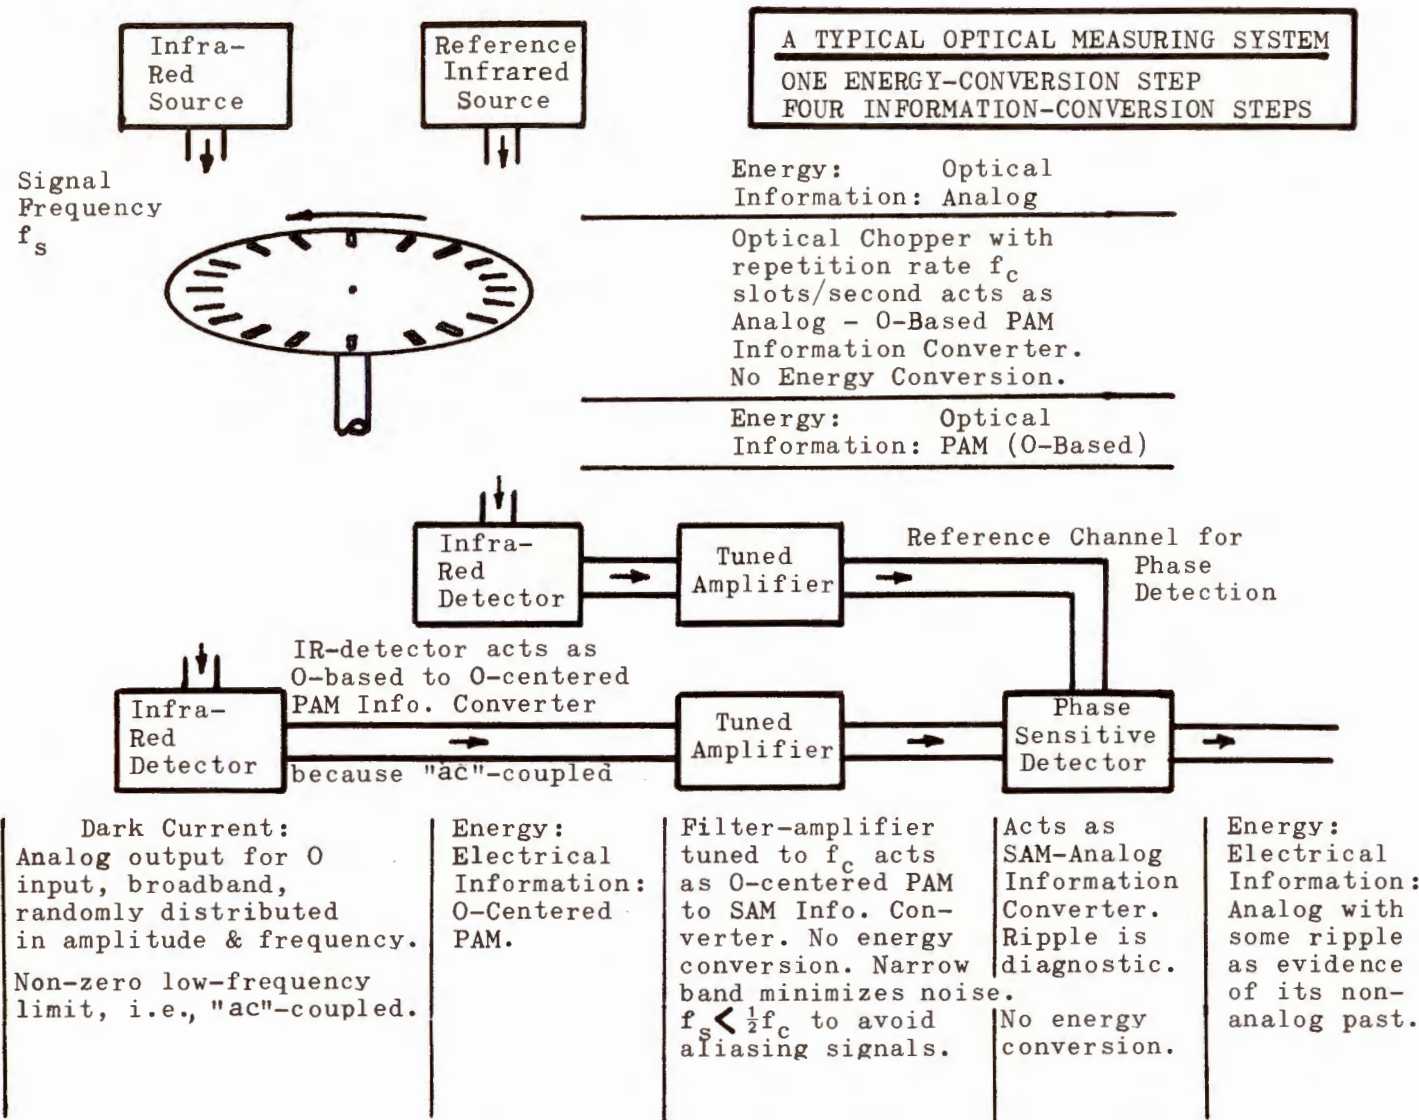 Infra-
Red
Source
Reference
Infrared
Source
A TYPICAL OPTICAL MEASURING SYSTEM
ONE ENERGY-CONVERSION STEP
FOUR INFORMATION-CONVERSION STEPS
Signal
Frequency
fs
Energy: Optical
Information: Analog
Optical Chopper with
repetition rate fc
slots/second acts as
Analog - O-Based PAM
Information Converter.
No Energy Conversion.
Energy: Optical
Information: PAM (O-Based)
Infra-
Red
Detector
Tuned
Amplifier
Reference Channel for
Phase
Detection
IR-detector acts as
O-based to O-centered
PAM Info. Converter
because "ac"-coupled
Infra-
Red
Detector
Tuned
Amplifier
Phase
Sensitive
Detector
Dark Current:
Analog output for O
input, broadband,
randomly distributed
in amplitude & frequency.
Non-zero low-frequency
limit, i.e., "ac"-coupled.
Energy:
Electrical
Information:
O-Centered
PAM.
Filter-amplifier
tuned to fc acts
as O-centered PAM
to SAM Info. Con-
verter. No energy
conversion. Narrow
band minimizes noise.
fs < ½fc to avoid
aliasing signals.
Acts as
SAM-Analog
Information
Converter.
Ripple is
diagnostic.
No energy
conversion.
Energy:
Electrical
Information:
Analog with
some ripple
as evidence
of its non-
analog past.